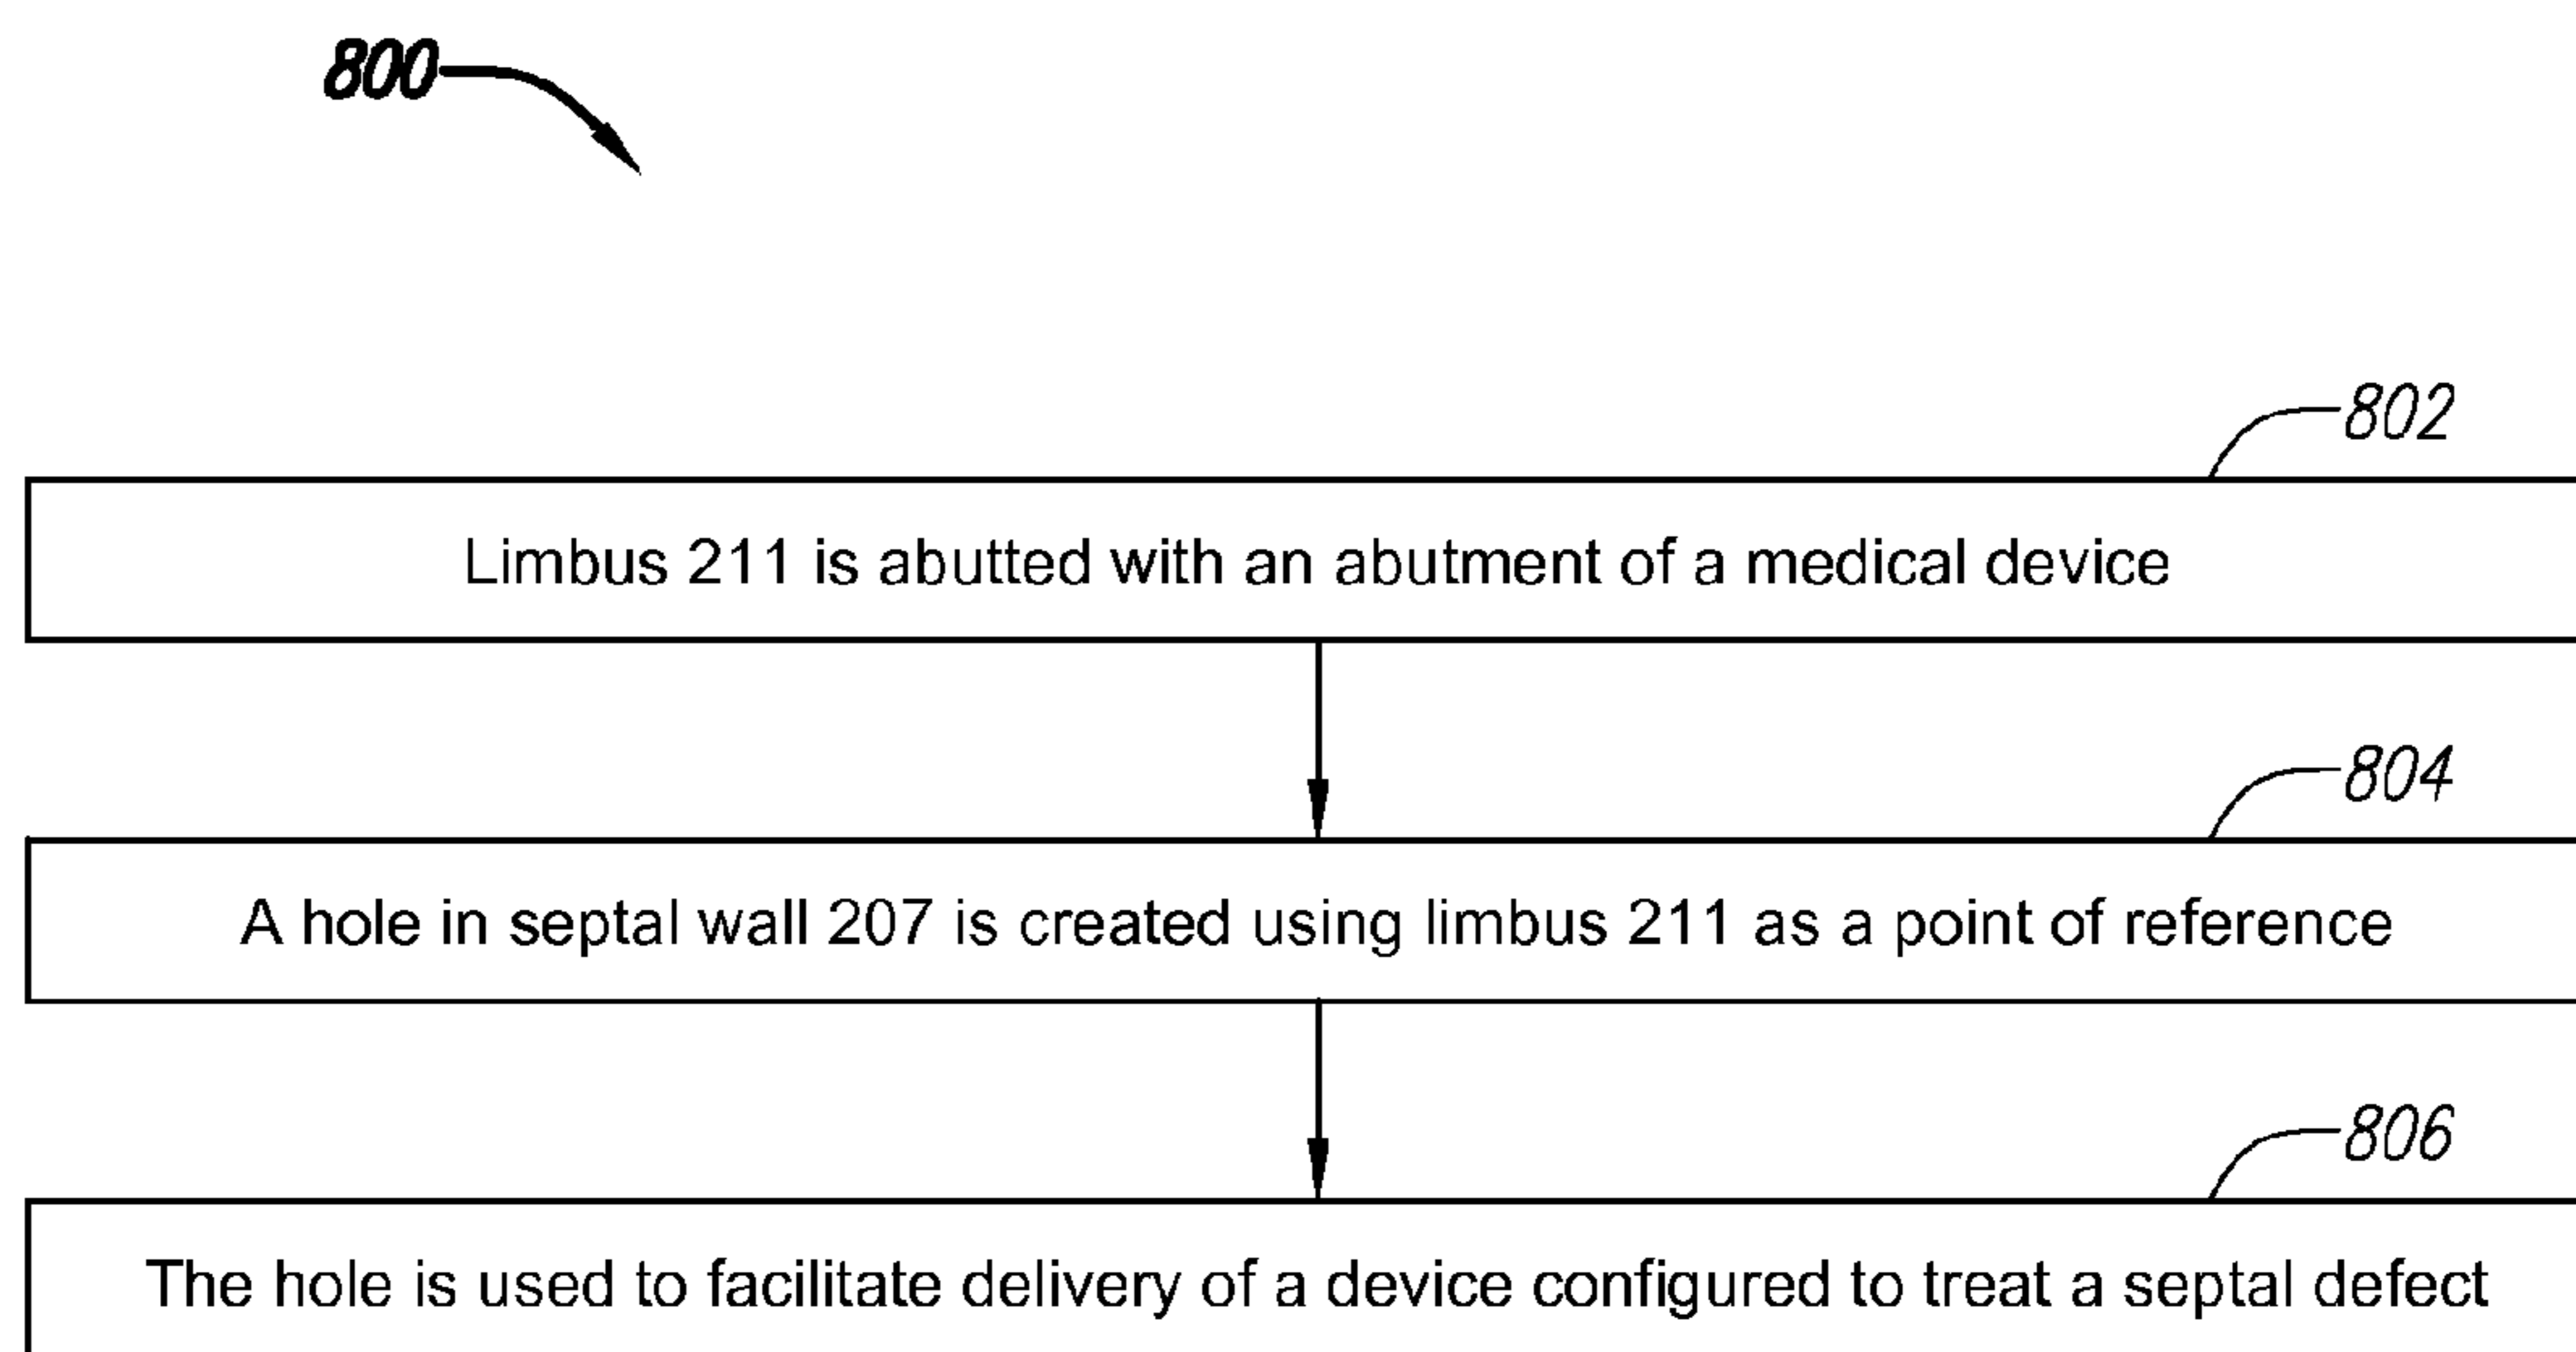 800
802
Limbus 211 is abutted with an abutment of a medical device
804
A hole in septal wall 207 is created using limbus 211 as a point of reference
806
The hole is used to facilitate delivery of a device configured to treat a septal defect